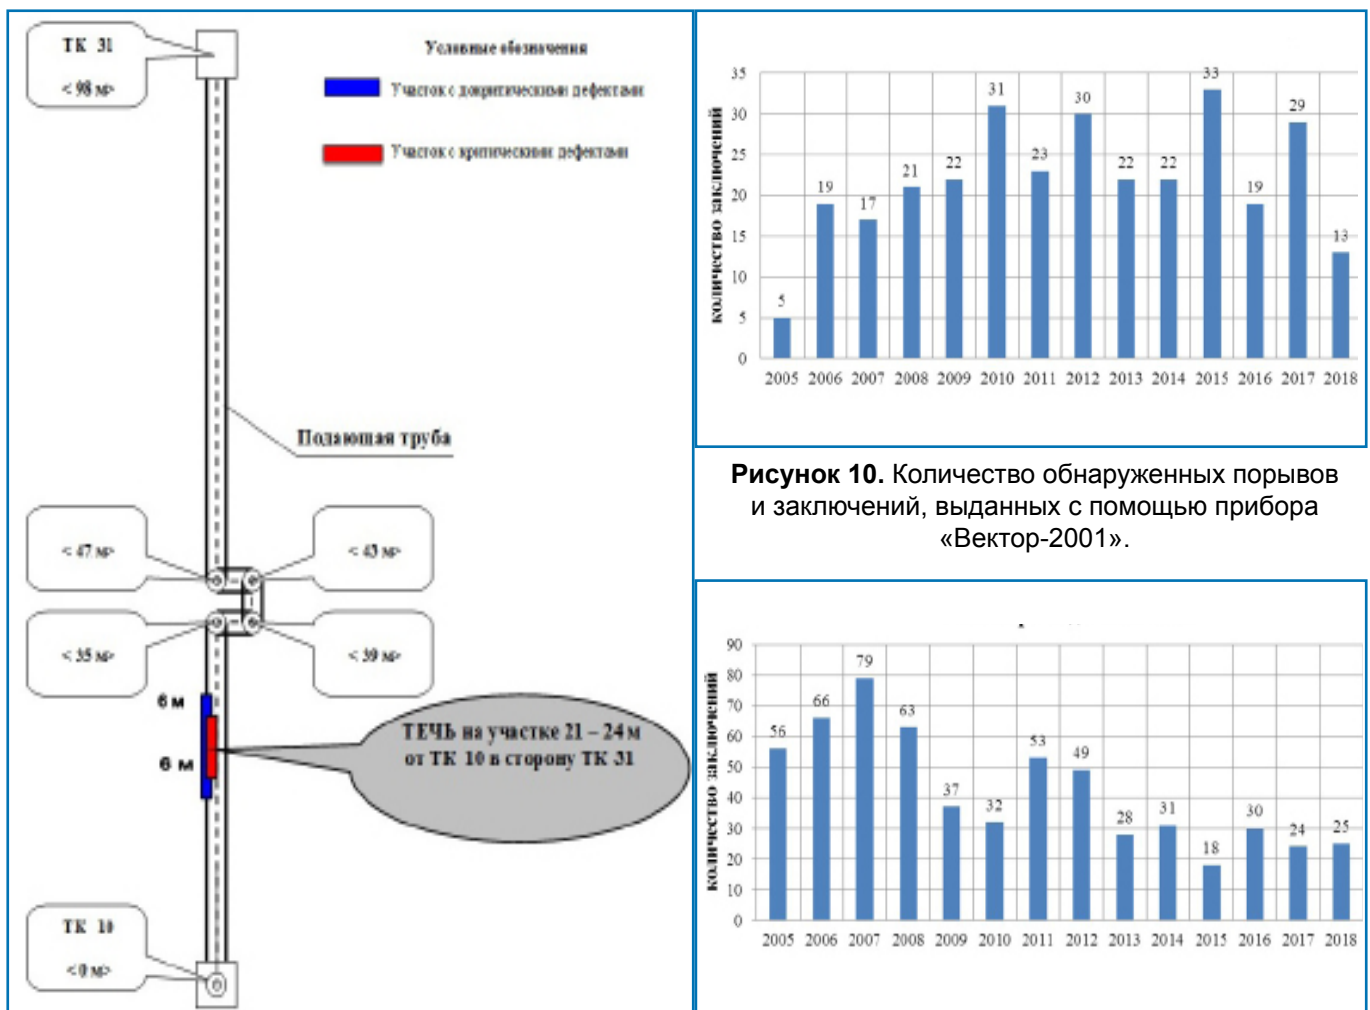 ТК 31
< 98 м>
Условные обозначения
Участок с докритическими дефектами
Участок с критическими дефектами
Подающая труба
< 47 м>
< 43 м>
< 35 м>
< 39 м>
6 м
6 м
ТЕЧЬ на участке 21 – 24 м
от ТК 10 в сторону ТК 31
ТК 10
<0 м>
количество заключений
35
30
25
20
15
10
5
0
5
19
17
21
22
31
23
30
22
22
33
19
29
13
2005 2006 2007 2008 2009 2010 2011 2012 2013 2014 2015 2016 2017 2018
Рисунок 10. Количество обнаруженных порывов
и заключений, выданных с помощью прибора
«Вектор-2001».
количество заключений
90
80
70
60
50
40
30
20
10
0
56
66
79
63
37
32
53
49
28
31
18
30
24
25
2005 2006 2007 2008 2009 2010 2011 2012 2013 2014 2015 2016 2017 2018